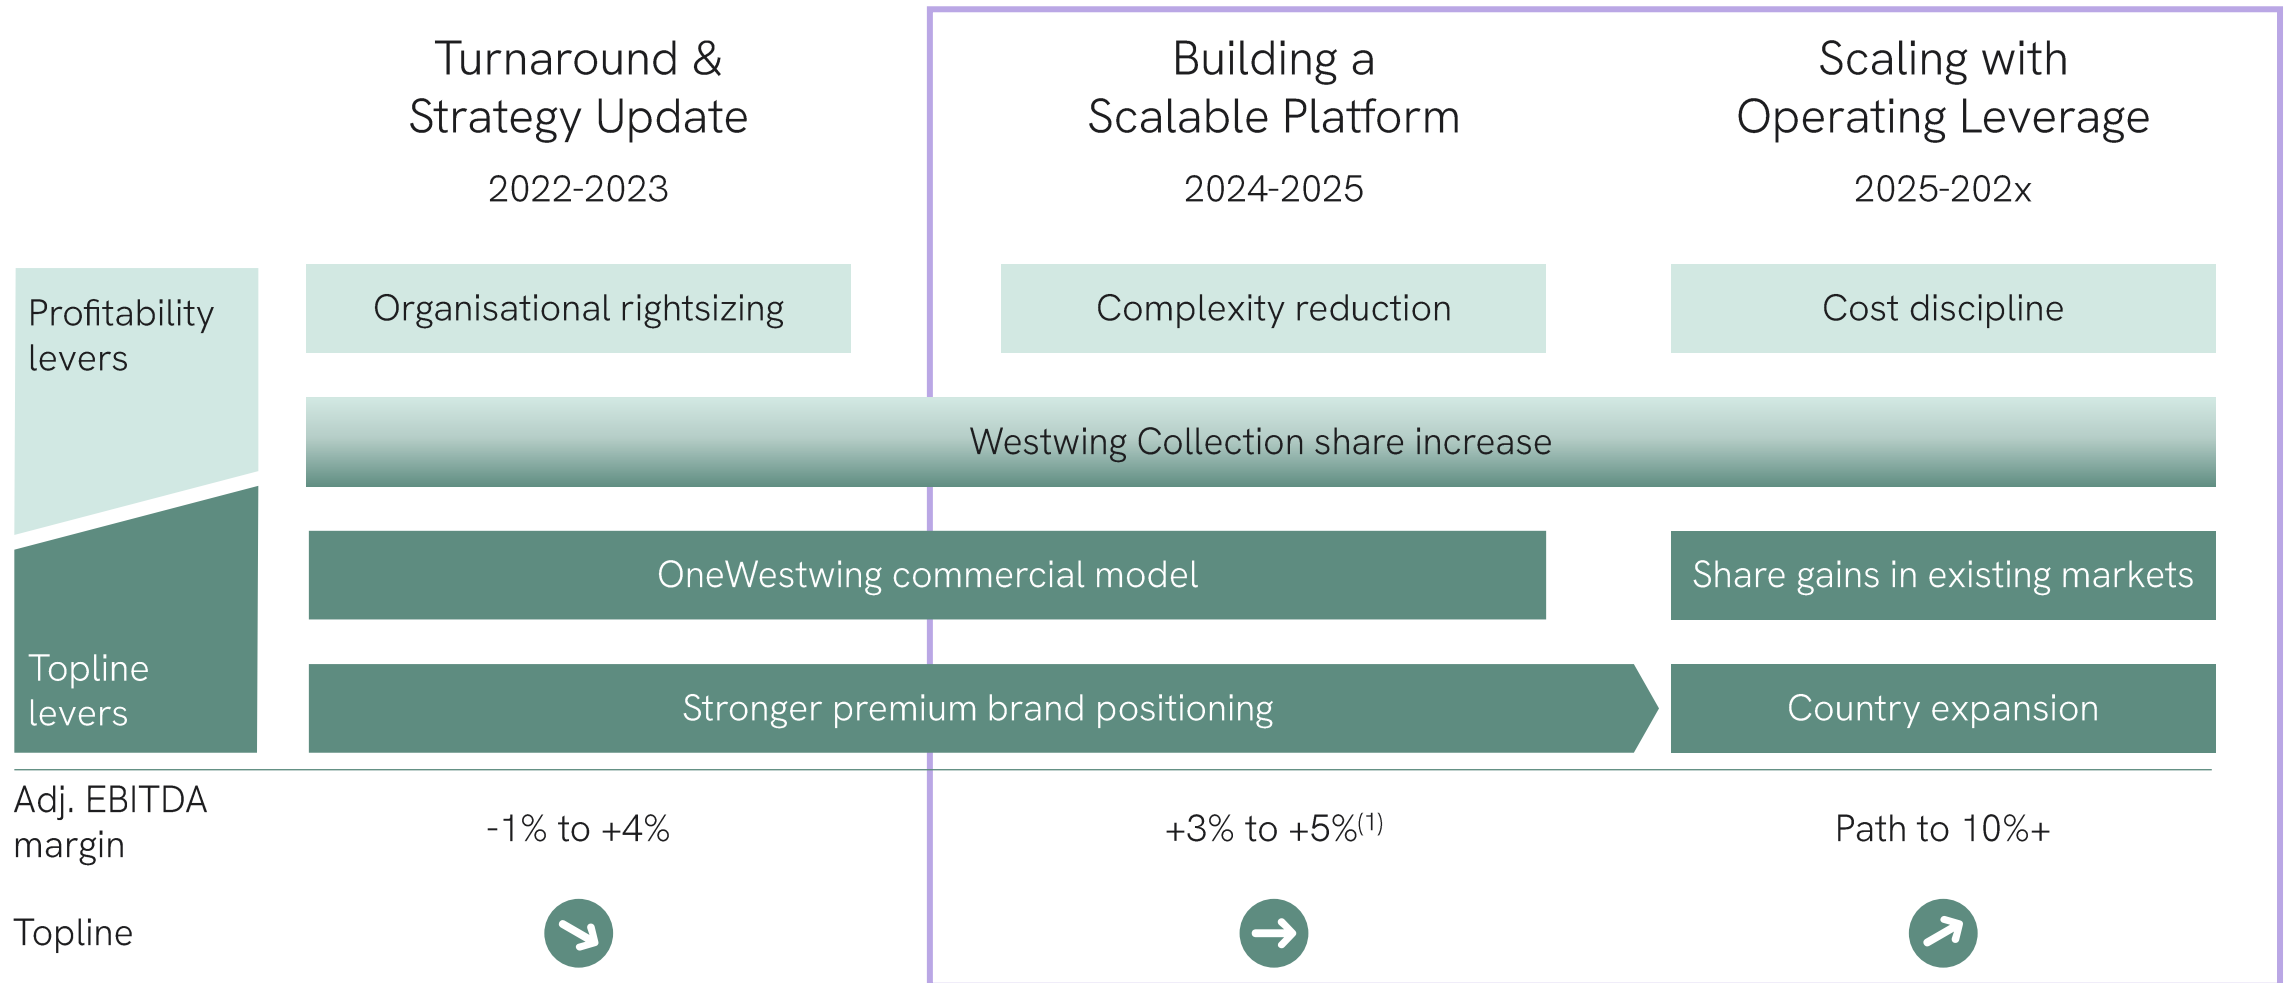 Turnaround &
Strategy Update
2022-2023
Building a
Scalable Platform
2024-2025
Scaling with
Operating Leverage
2025-202x
Profitability
levers
Organisational rightsizing
Complexity reduction
Cost discipline
Westwing Collection share increase
OneWestwing commercial model
Share gains in existing markets
Topline
levers
Stronger premium brand positioning
Country expansion
Adj. EBITDA
margin
-1% to +4%
+3% to +5%(1)
Path to 10%+
Topline